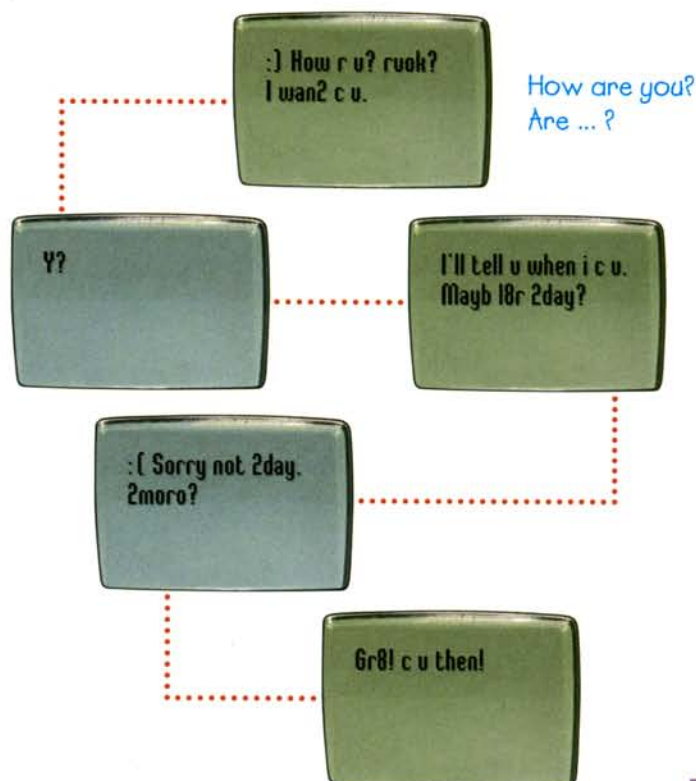 :) How r u? ruok?
I wan2 c u.
How are you?
Are ... ?
Y?
I'll tell u when i c u.
Mayb l8r 2day?
:( Sorry not 2day.
2moro?
Gr8! c u then!